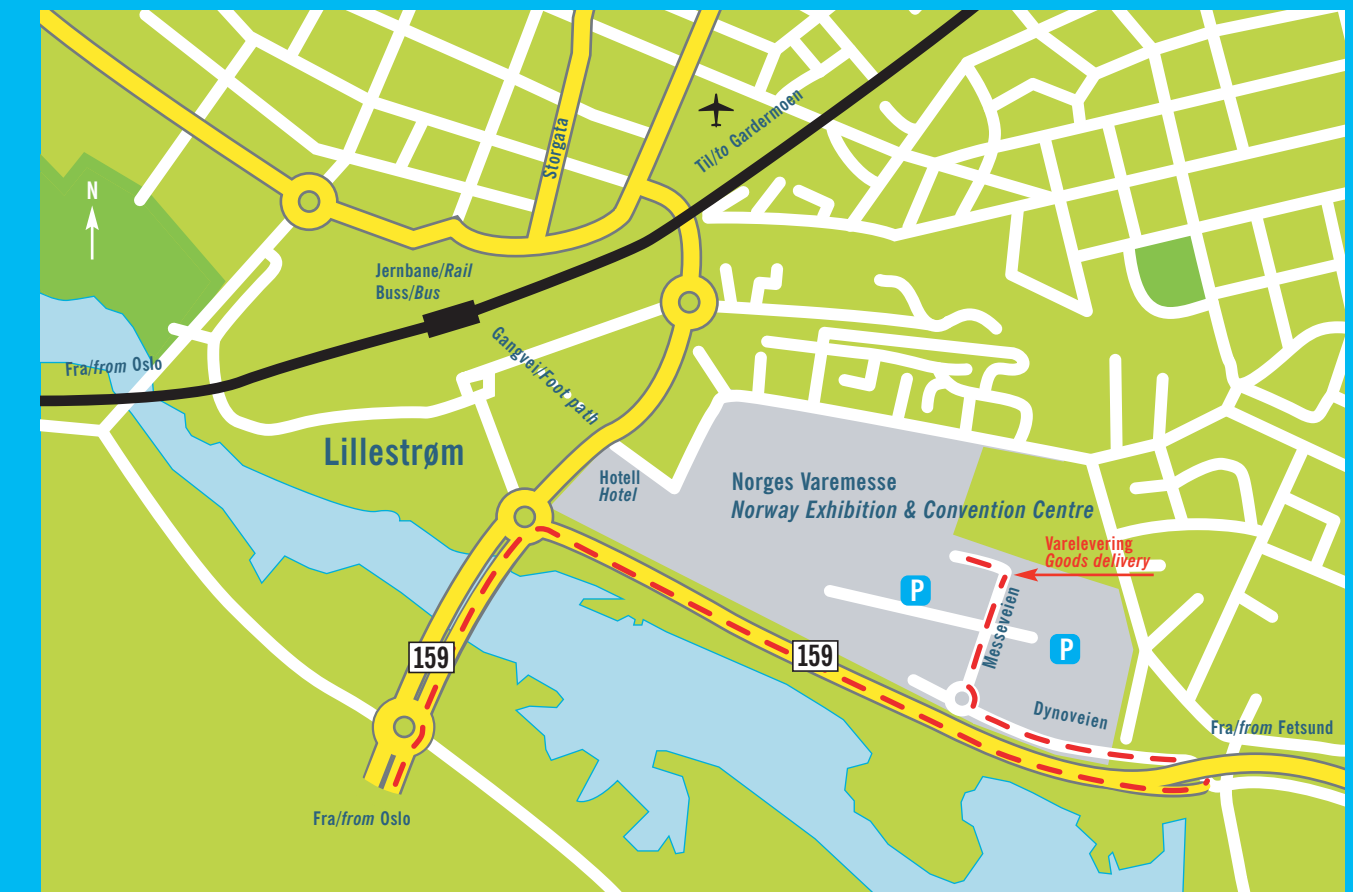 Storgata
Til/to Gardermoen
N
Jernbane/Rail
Buss/Bus
Gangvei/Foot path
Fra/from Oslo
Lillestrøm
Hotell
Hotel
Norges Varemesse
Norway Exhibition & Convention Centre
Varelevering
Goods delivery
P
Messeveien
P
159
159
Dynoveien
Fra/from Fetsund
Fra/from Oslo